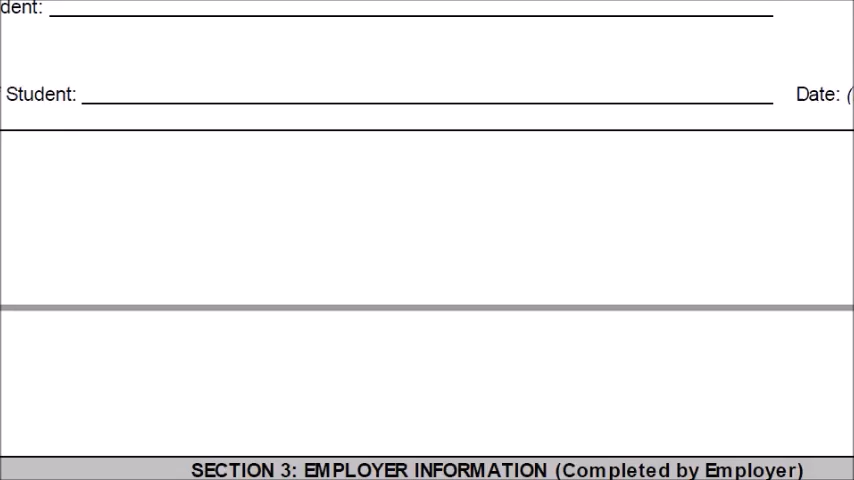 dent:
Student: Date: (
SECTION 3: EMPLOYER INFORMATION (Completed by Employer)